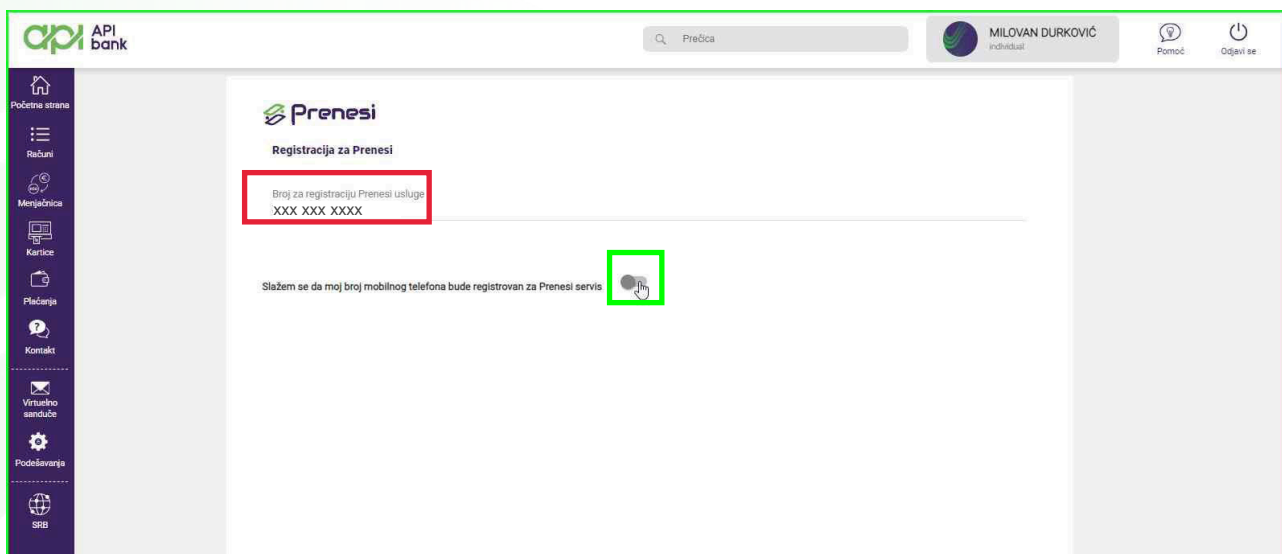 api API
bank
Prečica
MILOVAN DURKOVIĆ
individual
Pomoć
Odjavi se
Početna strana
Računi
Menjačnica
Kartice
Plaćanja
Kontakt
Virtuelno
sanduče
Podešavanja
SRB
Prenesi
Registracija za Prenesi
Broj za registraciju Prenesi usluge
XXX XXX XXXX
Slažem se da moj broj mobilnog telefona bude registrovan za Prenesi servis